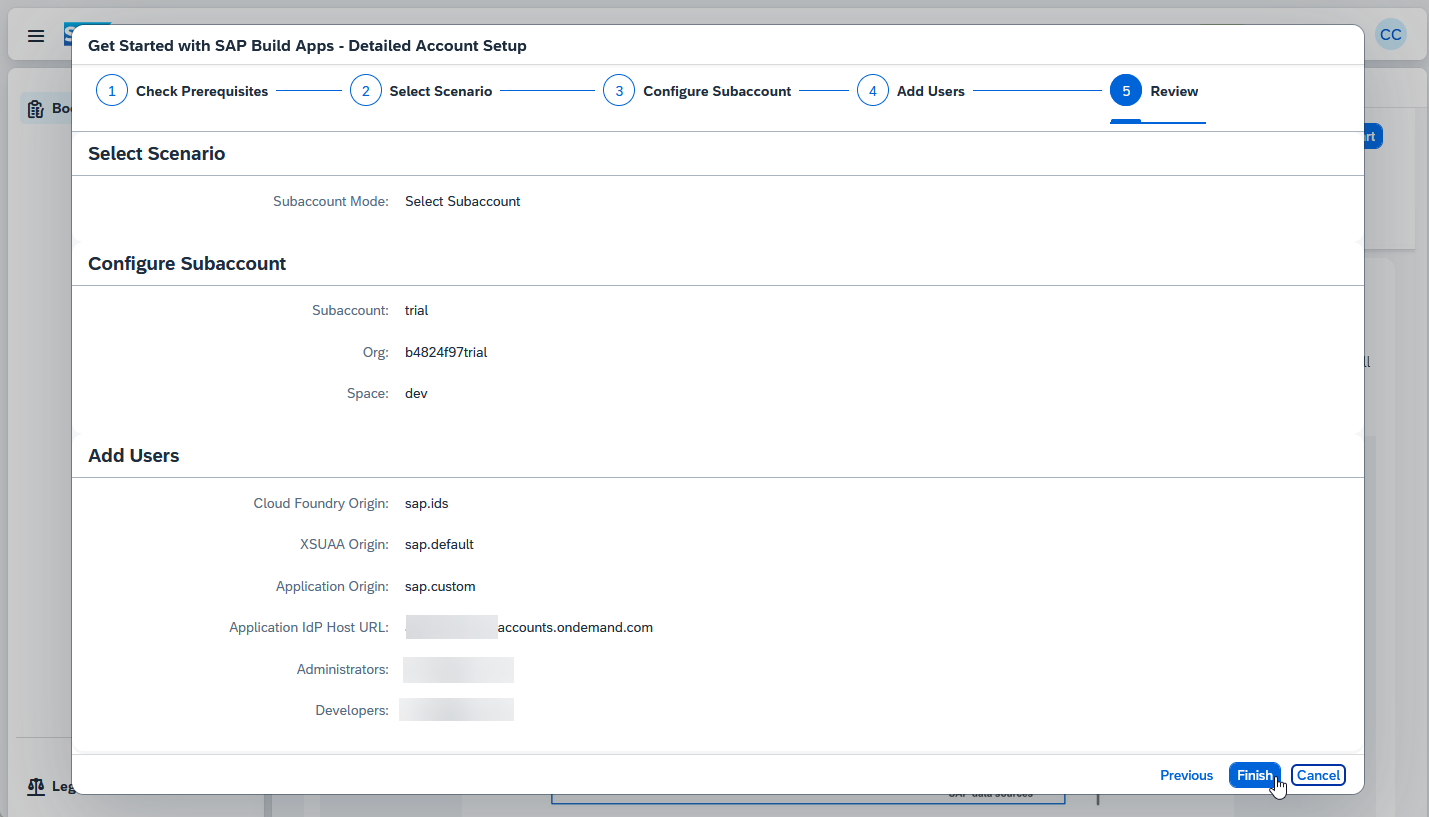 Get Started with SAP Build Apps - Detailed Account Setup
CC
1 Check Prerequisites 2 Select Scenario 3 Configure Subaccount 4 Add Users 5 Review
Select Scenario
Subaccount Mode: Select Subaccount
Configure Subaccount
Subaccount: trial
Org: b4824f97trial
Space: dev
Add Users
Cloud Foundry Origin: sap.ids
XSUAA Origin: sap.default
Application Origin: sap.custom
Application IdP Host URL: accounts.ondemand.com
Administrators:
Developers:
Previous Finish Cancel